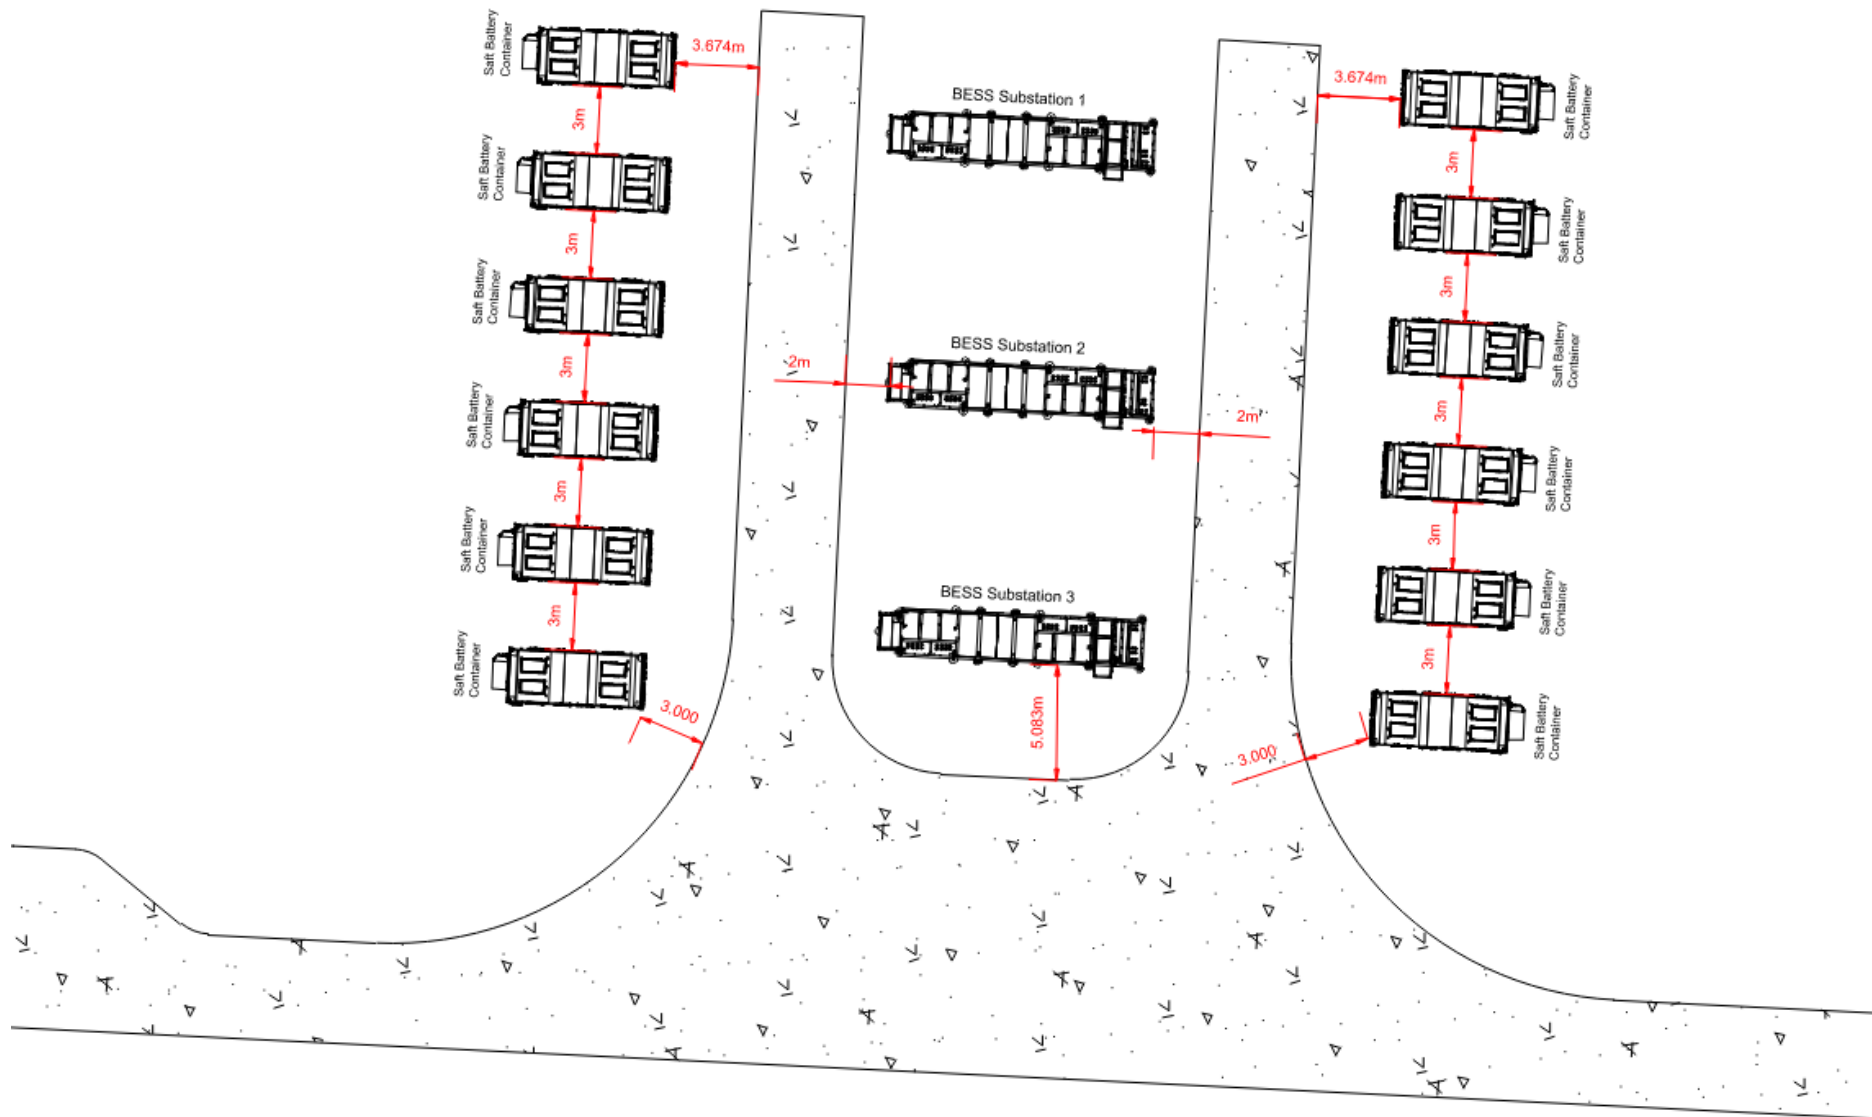 Saft Battery
Container
3.674m
3m
Saft Battery
Container
3m
Saft Battery
Container
3m
Saft Battery
Container
3m
Saft Battery
Container
3m
Saft Battery
Container
3.000
BESS Substation 1
BESS Substation 2
2m
2m
BESS Substation 3
5.083m
3.674m
Saft Battery
Container
3m
Saft Battery
Container
3m
Saft Battery
Container
3m
Saft Battery
Container
3m
Saft Battery
Container
3m
Saft Battery
Container
3.000